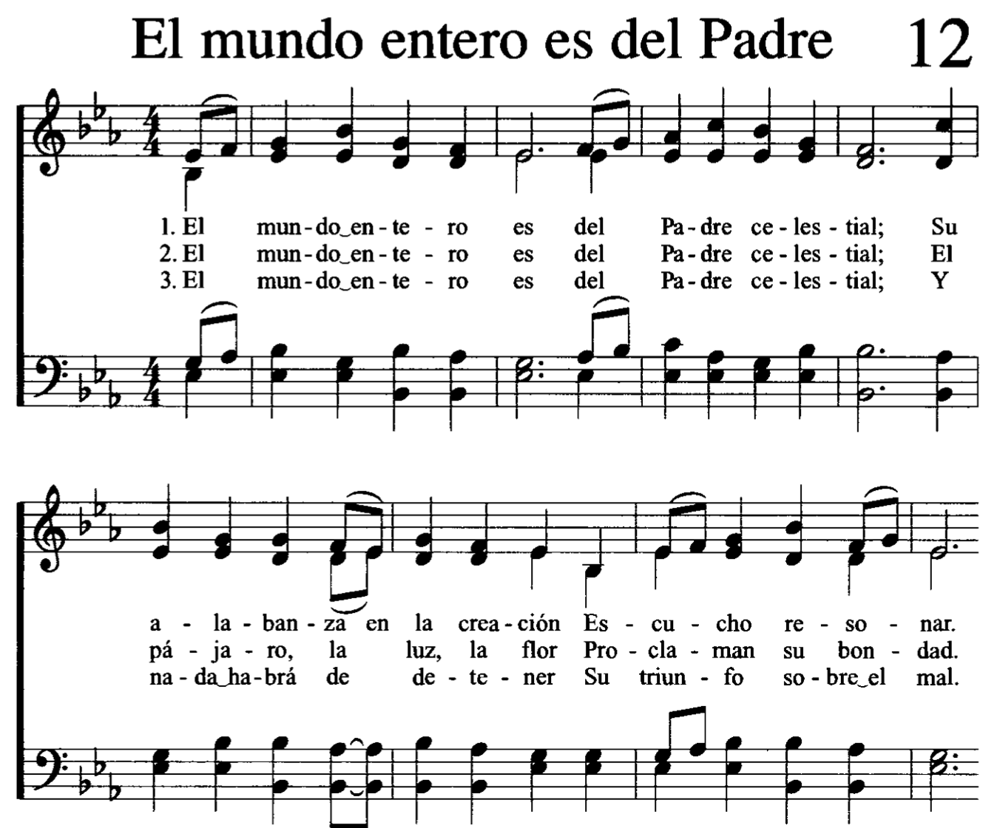 El mundo entero es del Padre 12
4 4
1. El mun-do‿en-te - ro es del Pa-dre ce-les-tial; Su
2. El mun-do‿en-te - ro es del Pa-dre ce-les-tial; El
3. El mun-do‿en-te - ro es del Pa-dre ce-les-tial; Y
4 4
a - la-ban-za en la crea-ción Es - cu - cho re - so - nar.
pá - ja - ro, la luz, la flor Pro-cla-man su bon - dad.
na-da‿ha-brá de de-te-ner Su triun - fo so-bre‿el mal.